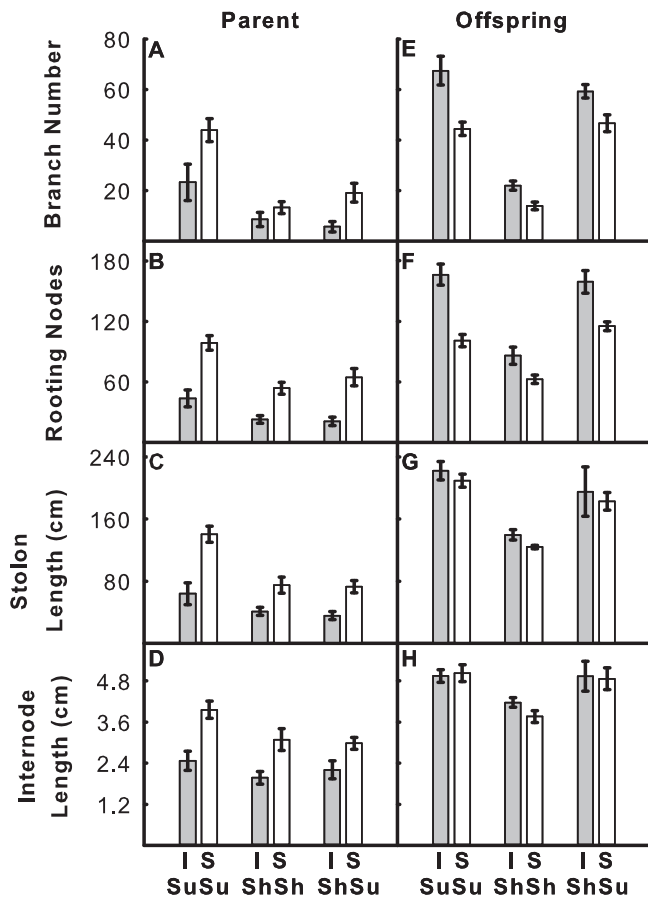 Parent
Offspring
A
E
Branch Number
80
60
40
20
B
F
Rooting Nodes
180
120
60
C
G
Stolon
Length (cm)
240
160
80
D
H
Internode
Length (cm)
4.8
3.6
2.4
1.2
I S I S I S I S I S I S
SuSu ShSh ShSu SuSu ShSh ShSu